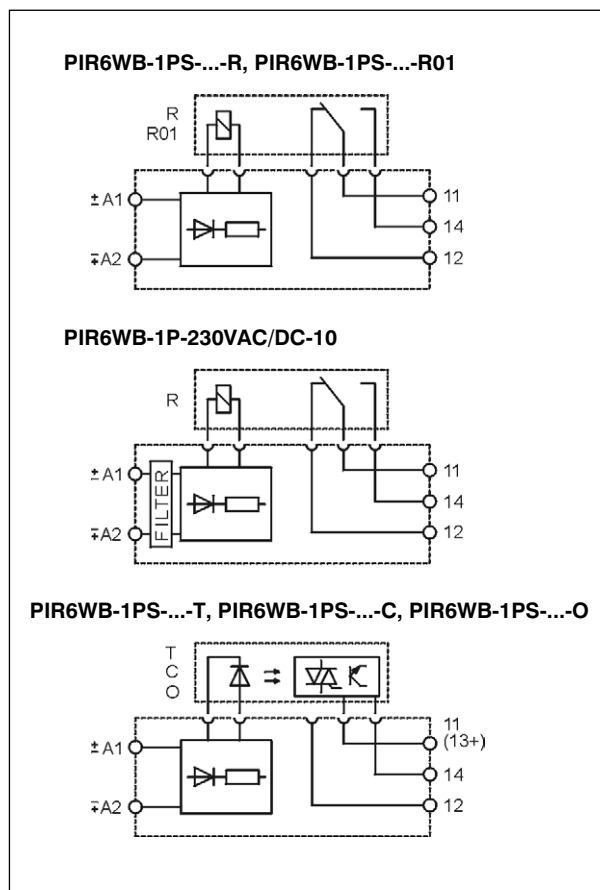 PIR6WB-1PS-...-R, PIR6WB-1PS-...-R01
R
R01
± A1
11
14
∓ A2
12
PIR6WB-1P-230VAC/DC-10
R
± A1
FILTER
11
14
∓ A2
12
PIR6WB-1PS-...-T, PIR6WB-1PS-...-C, PIR6WB-1PS-...-O
T
C
O
11
(13+)
± A1
14
∓ A2
12